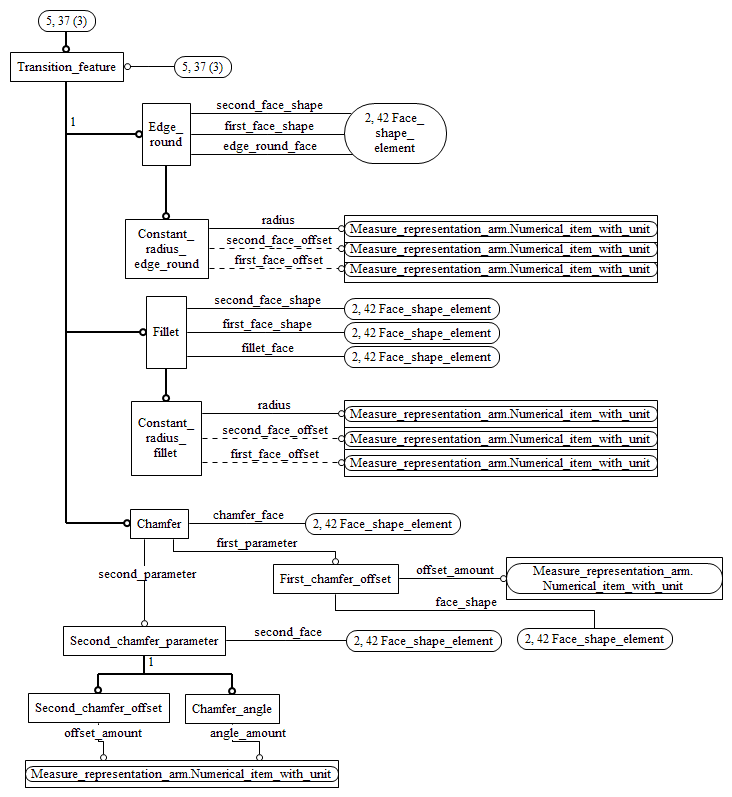 5, 37 (3)
Transition_feature
5, 37 (3)
1
Edge_
round
second_face_shape
first_face_shape
edge_round_face
2, 42 Face_
shape_
element
Constant_
radius_
edge_round
radius
second_face_offset
first_face_offset
Measure_representation_arm.Numerical_item_with_unit
Measure_representation_arm.Numerical_item_with_unit
Measure_representation_arm.Numerical_item_with_unit
Fillet
second_face_shape
first_face_shape
fillet_face
2, 42 Face_shape_element
2, 42 Face_shape_element
2, 42 Face_shape_element
Constant_
radius_
fillet
radius
second_face_offset
first_face_offset
Measure_representation_arm.Numerical_item_with_unit
Measure_representation_arm.Numerical_item_with_unit
Measure_representation_arm.Numerical_item_with_unit
Chamfer
chamfer_face
2, 42 Face_shape_element
first_parameter
second_parameter
First_chamfer_offset
offset_amount
Measure_representation_arm.
Numerical_item_with_unit
face_shape
2, 42 Face_shape_element
Second_chamfer_parameter
second_face
2, 42 Face_shape_element
1
Second_chamfer_offset
Chamfer_angle
offset_amount
angle_amount
Measure_representation_arm.Numerical_item_with_unit